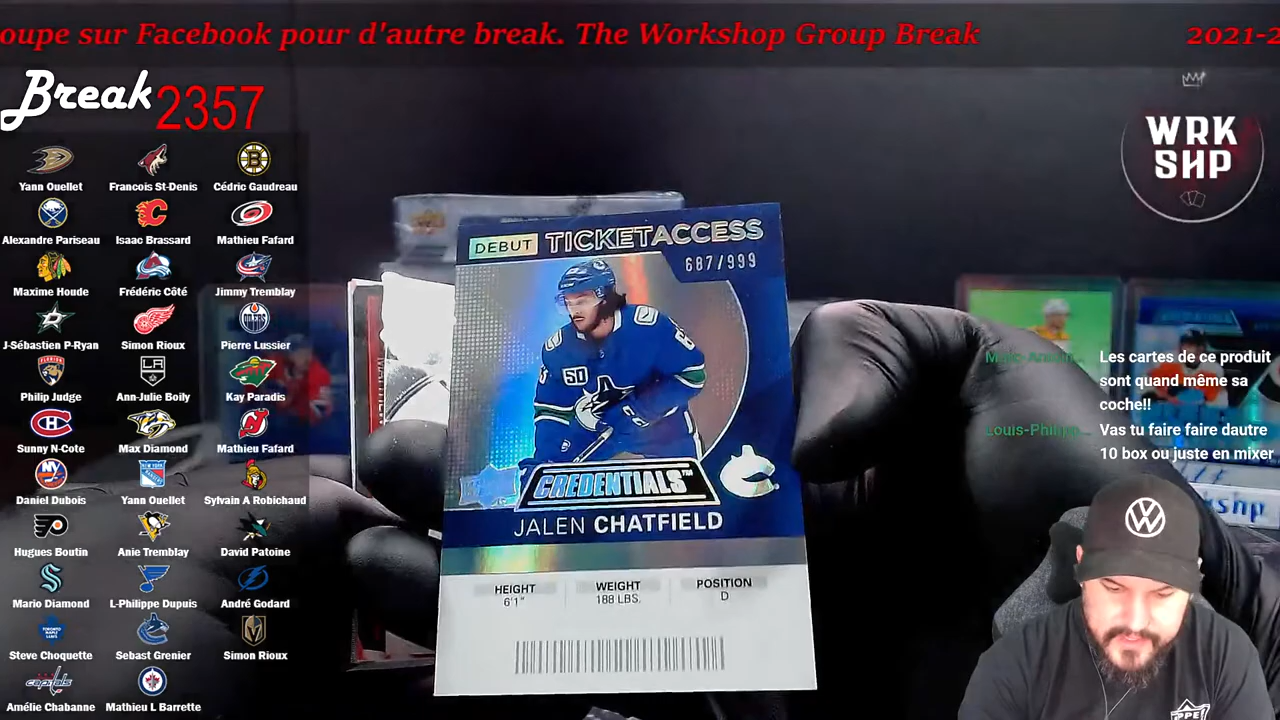 oupe sur Facebook pour d'autre break. The Workshop Group Break
2021-2
Break 2357
WRK
SHP
Yann Ouellet
Francois St-Denis
Cédric Gaudreau
Alexandre Pariseau
Isaac Brassard
Mathieu Fafard
Maxime Houde
Frédéric Côté
Jimmy Tremblay
J-Sébastien P-Ryan
Simon Rioux
Pierre Lussier
Philip Judge
Ann-Julie Boily
Kay Paradis
Sunny N-Cote
Max Diamond
Mathieu Fafard
Daniel Dubois
Yann Ouellet
Sylvain A Robichaud
Hugues Boutin
Anie Tremblay
David Patoine
Mario Diamond
L-Philippe Dupuis
André Godard
Steve Choquette
Sebast Grenier
Simon Rioux
Amélie Chabanne
Mathieu L Barrette
DEBUT TICKETACCESS
687/999
50
CREDENTIALS™
JALEN CHATFIELD
HEIGHT
6'1"
WEIGHT
188 LBS.
POSITION
D
Les cartes de ce produit
sont quand même sa
coche!!
Vas tu faire faire dautre
10 box ou juste en mixer